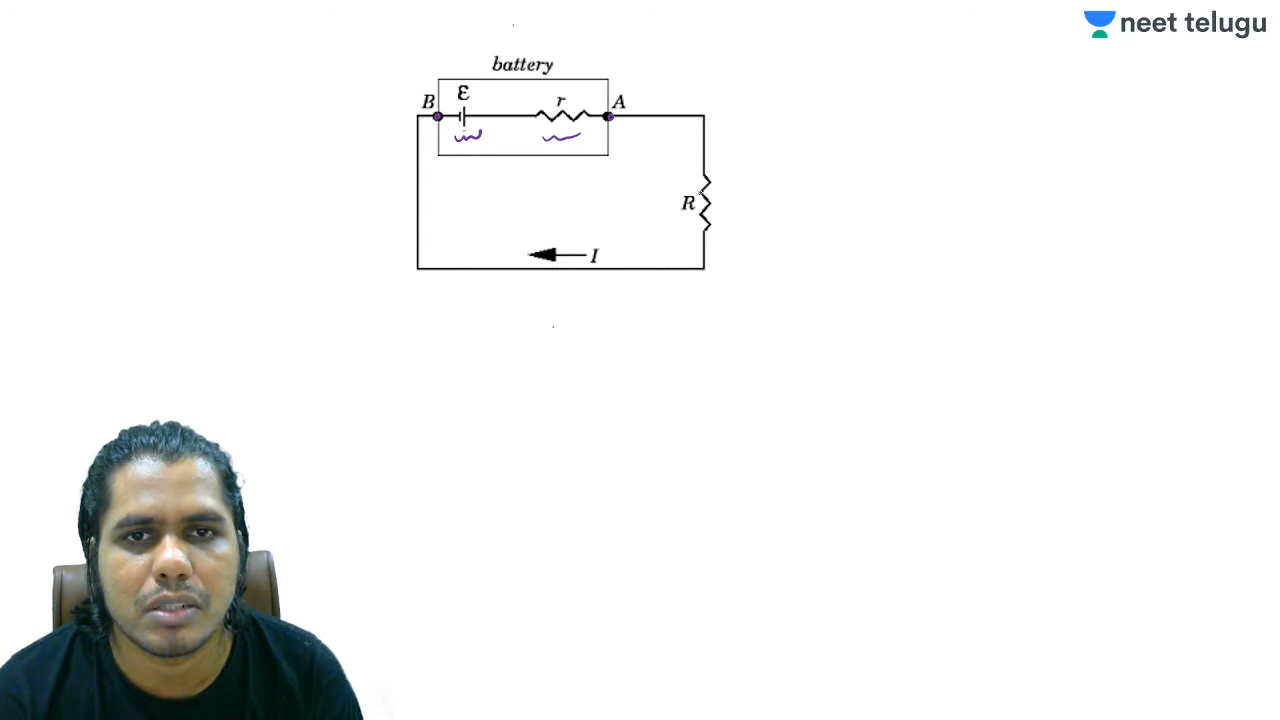 neet telugu
battery
B ε r A
R
I